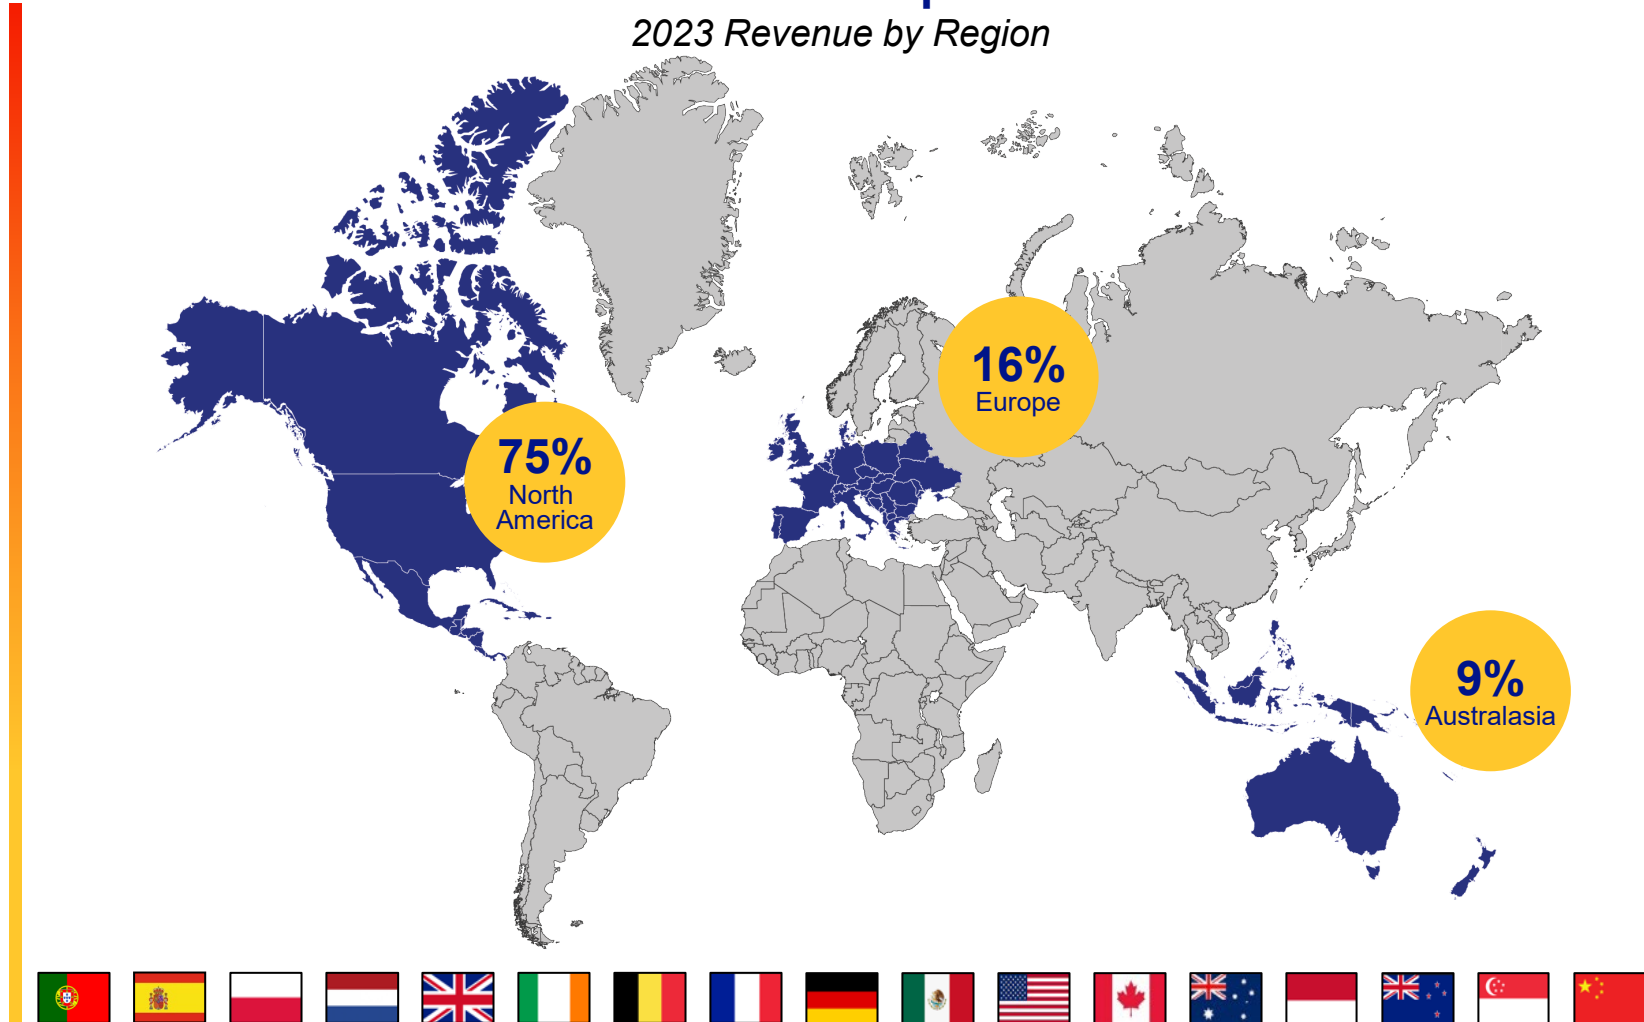 2023 Revenue by Region
16%
Europe
75%
North
America
9%
Australasia